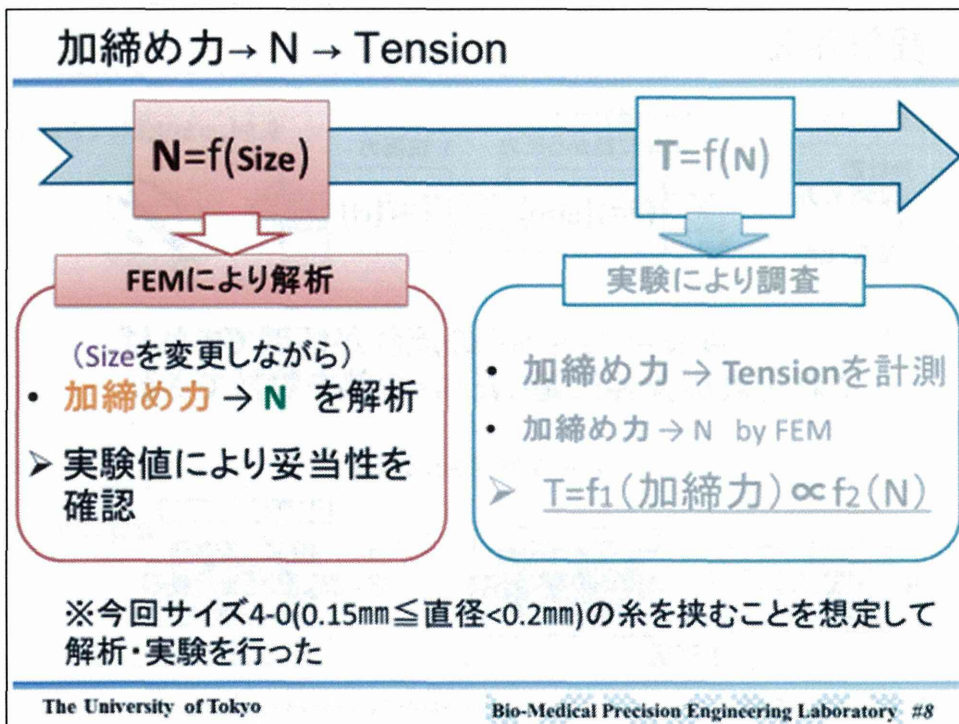 加締め力→ N → Tension
N=f(Size)
T=f(N)
FEMにより解析
(Sizeを変更しながら)
• 加締め力 → N を解析
➢ 実験値により妥当性を
確認
実験により調査
• 加締め力 → Tensionを計測
• 加締め力 → N by FEM
➢ T=f₁(加締力)∝f₂(N)
※今回サイズ4-0(0.15㎜≦直径<0.2㎜)の糸を挟むことを想定して
解析・実験を行った
The University of Tokyo
Bio-Medical Precision Engineering Laboratory #8